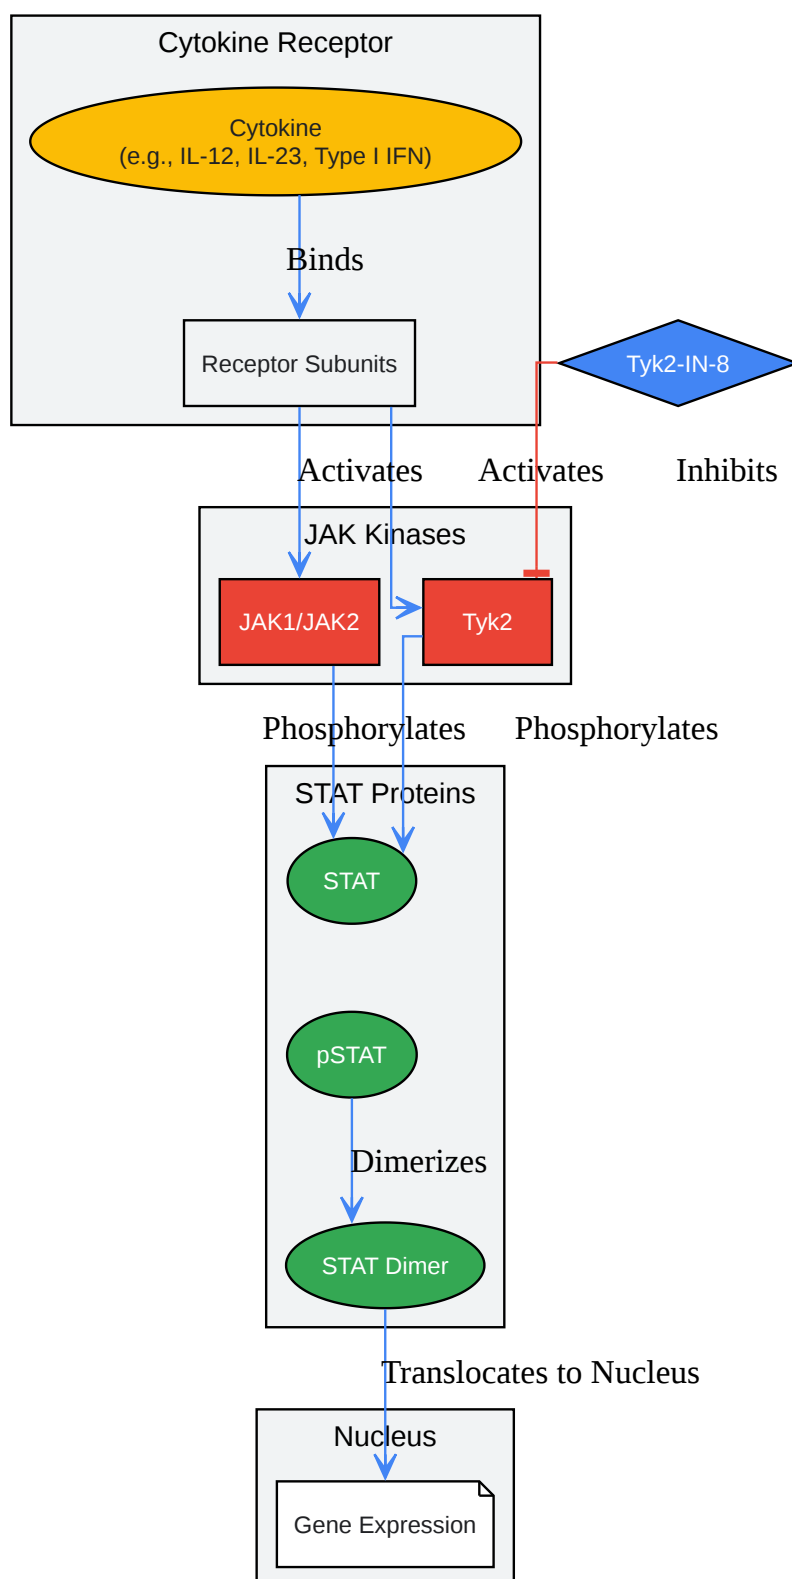 Cytokine Receptor
Cytokine
(e.g., IL-12, IL-23, Type I IFN)
Binds
Receptor Subunits
Tyk2-IN-8
Activates
Activates
Inhibits
JAK Kinases
JAK1/JAK2
Tyk2
Phosphorylates
Phosphorylates
STAT Proteins
STAT
pSTAT
Dimerizes
STAT Dimer
Translocates to Nucleus
Nucleus
Gene Expression